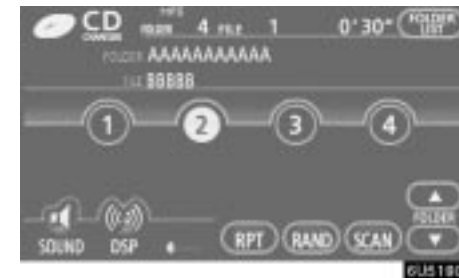 CD MP3 FOLDER 4 FILE 1 0'30" FOLDER LIST
CHANGER
FOLDER AAAAAAAAAAA
FILE BBBBB
1 2 3 4
FOLDER
SOUND DSP RPT RAND SCAN
6U5180